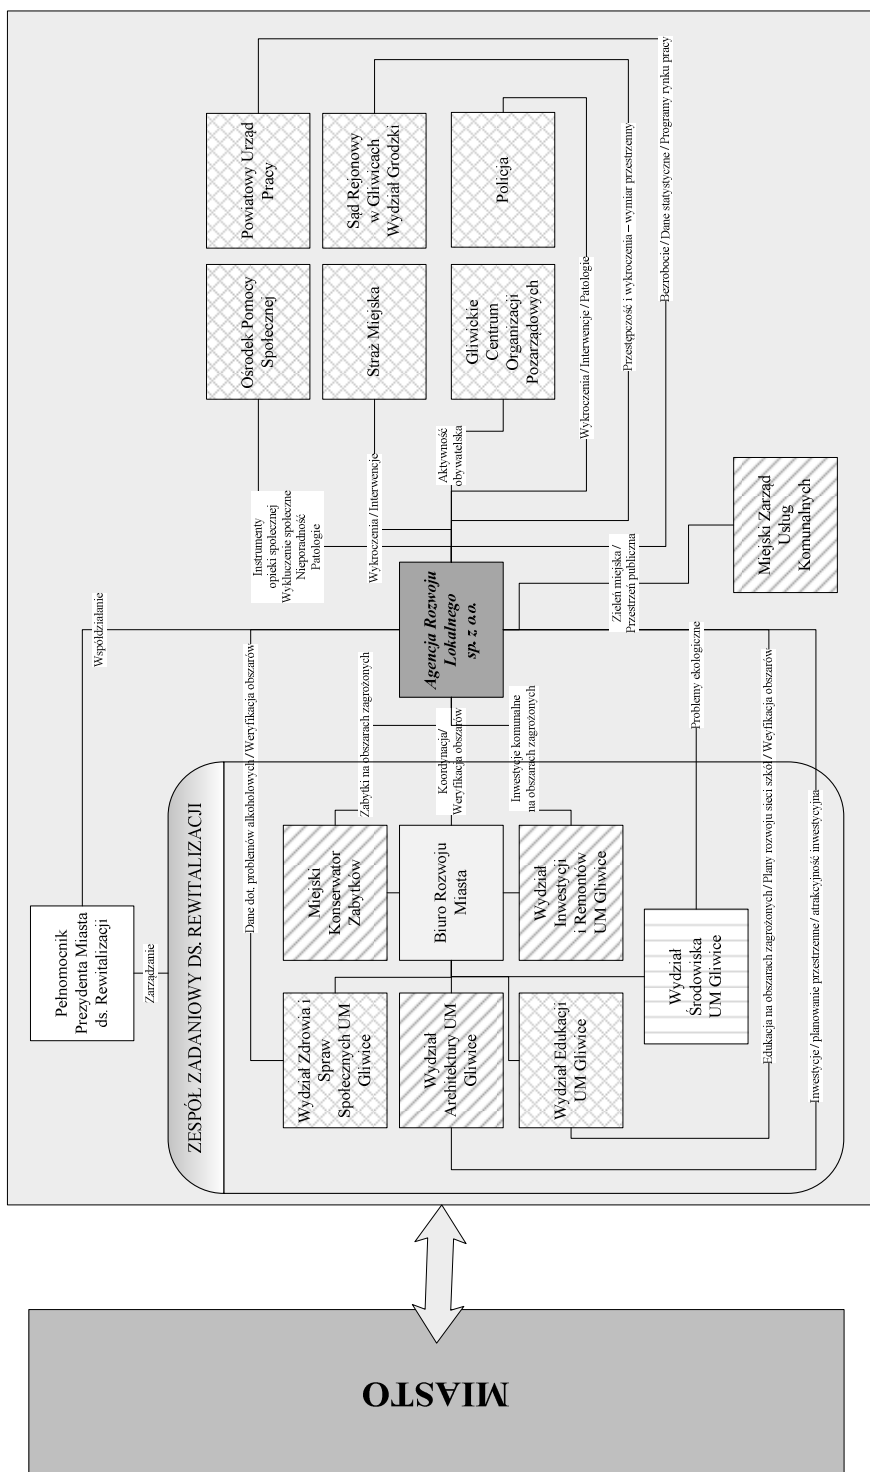 Pełnomocnik
Prezydenta Miasta
ds. Rewitalizacji
Współdziałanie
Zarządzanie
ZESPÓŁ ZADANIOWY DS. REWITALIZACJI
Dane dot. problemów alkoholowych / Weryfikacja obszarów
Wydział Zdrowia i
Spraw
Społecznych UM
Gliwice
Miejski
Konserwator
Zabytków
Zabytki na obszarach zagrożonych
Wydział
Architektury UM
Gliwice
Biuro Rozwoju
Miasta
Koordynacja/
Weryfikacja obszarów
Wydział Edukacji
UM Gliwice
Wydział
Inwestycji
i Remontów
UM Gliwice
Inwestycje komunalne
na obszarach zagrożonych
Wydział
Środowiska
UM Gliwice
Problemy ekologiczne
Edukacja na obszarach zagrożonych / Plany rozwoju sieci szkół / Weyfikacja obszarów
Inwestycje / planowanie przestrzenne / atrakcyjność inwestycyjna
Agencja Rozwoju
Lokalnego
sp. z o.o.
Instrumenty
opieki społecznej
Wykluczenie społeczne
Nieporadność
Patologie
Ośrodek Pomocy
Społecznej
Powiatowy Urząd
Pracy
Wykroczenia / Interwencje
Straż Miejska
Sąd Rejonowy
w Gliwicach
Wydział Grodzki
Aktywność
obywatelska
Gliwickie
Centrum
Organizacji
Pozarządowych
Policja
Wykroczenia / Interwencje / Patologie
Przestępczość i wykroczenia – wymiar przestrzenny
Bezrobocie / Dane statystyczne / Programy rynku pracy
Zieleń miejska /
Przestrzeń publiczna
Miejski Zarząd
Usług
Komunalnych
MIASTO